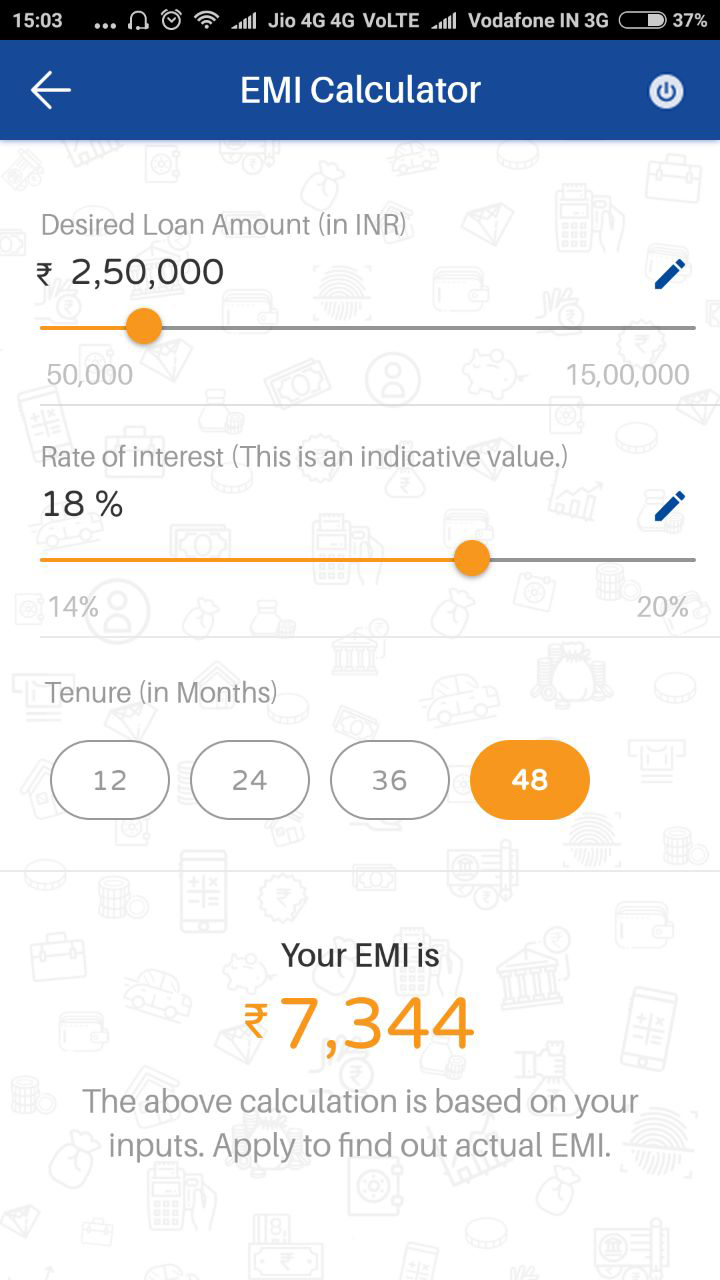 15:03 ... Jio 4G 4G VoLTE Vodafone IN 3G 37%
EMI Calculator
Desired Loan Amount (in INR)
₹ 2,50,000
50,000 15,00,000
Rate of interest (This is an indicative value.)
18 %
14% 20%
Tenure (in Months)
12 24 36 48
Your EMI is
₹7,344
The above calculation is based on your
inputs. Apply to find out actual EMI.